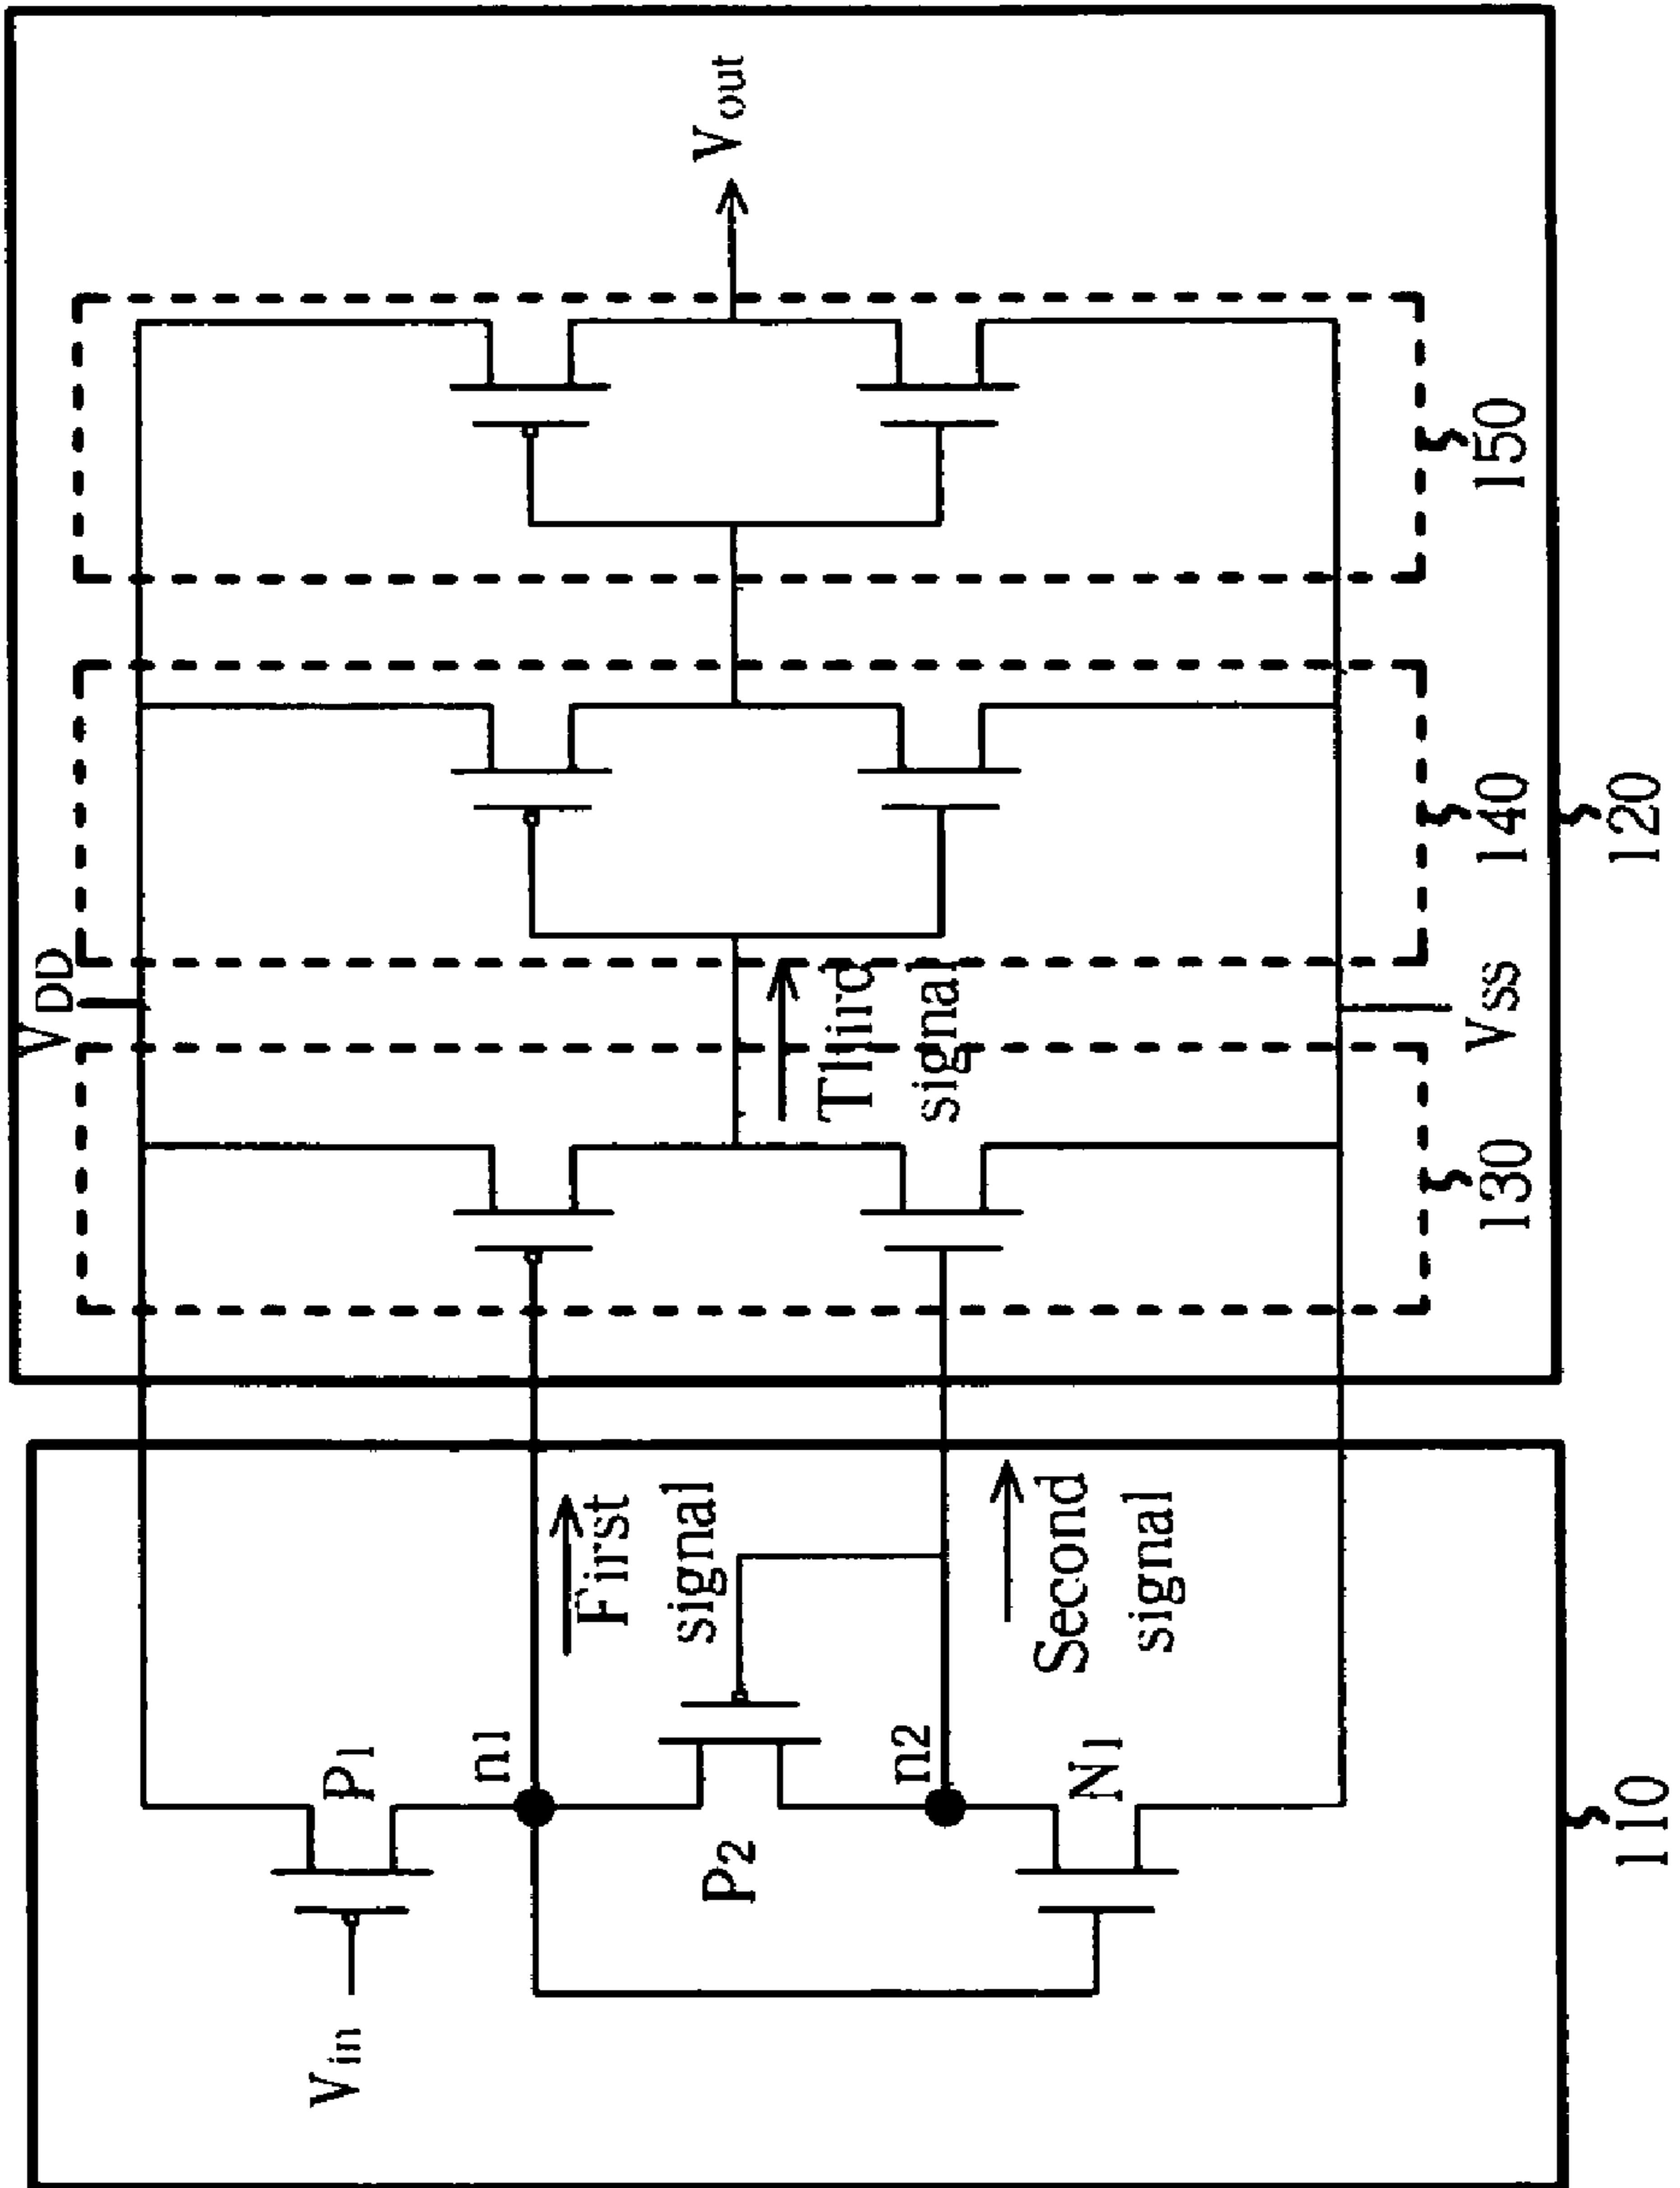 VDD
Vin
P1
n1
First
signal
P2
n2
Second
signal
N1
110
Third
signal
Vout
Vss
130
140
150
120